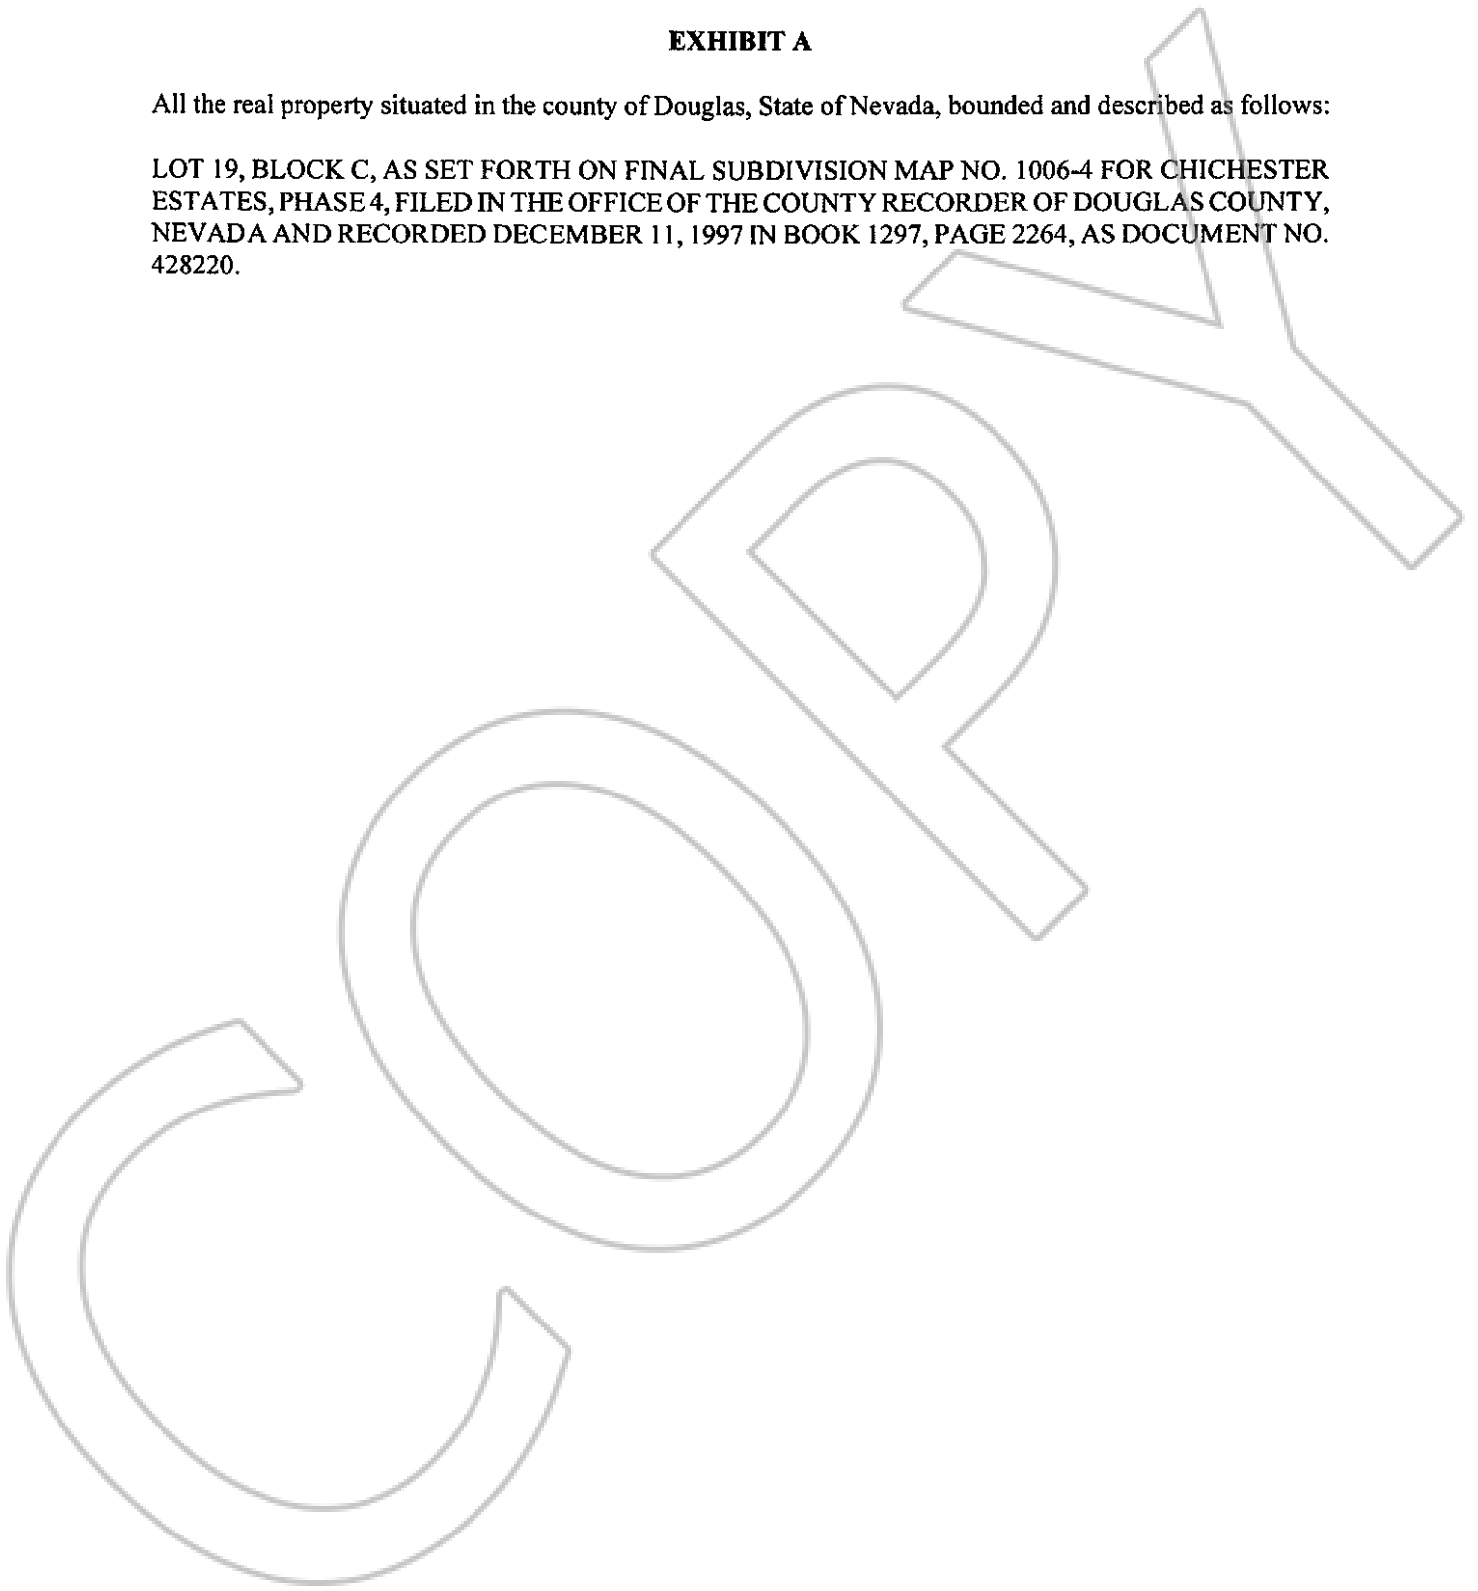 EXHIBIT A
All the real property situated in the county of Douglas, State of Nevada, bounded and described as follows:
LOT 19, BLOCK C, AS SET FORTH ON FINAL SUBDIVISION MAP NO. 1006-4 FOR CHICHESTER
ESTATES, PHASE 4, FILED IN THE OFFICE OF THE COUNTY RECORDER OF DOUGLAS COUNTY,
NEVADA AND RECORDED DECEMBER 11, 1997 IN BOOK 1297, PAGE 2264, AS DOCUMENT NO.
428220.
COPY